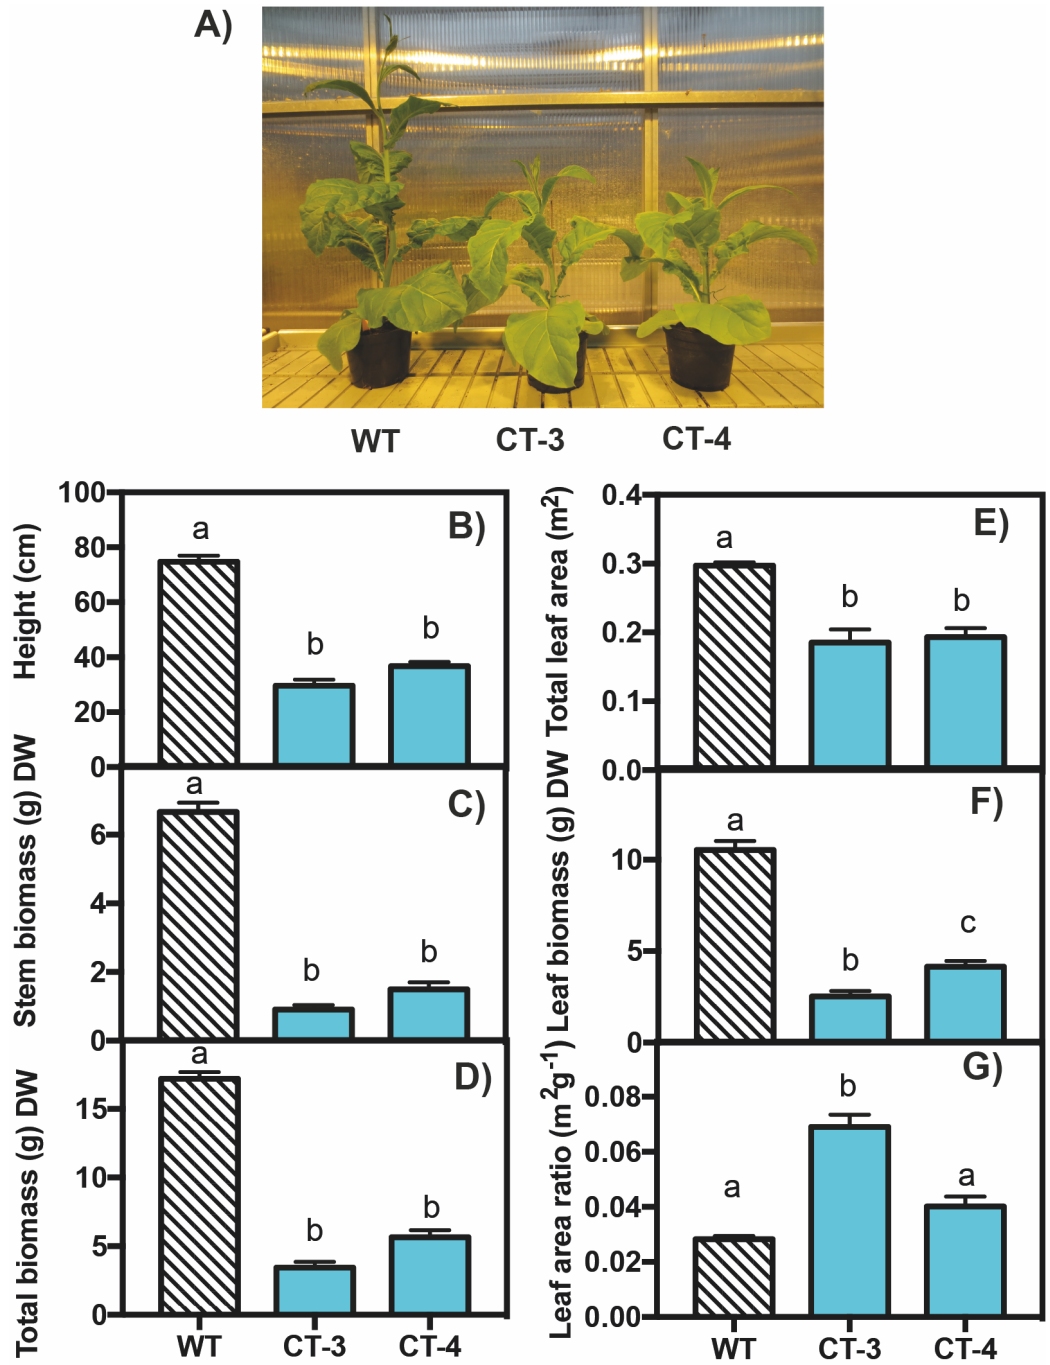 A)
WT CT-3 CT-4
B)
Height (cm)
100
80
60
40
20
0
a
b
b
C)
Stem biomass (g) DW
6
4
2
0
a
b
b
D)
Total biomass (g) DW
15
10
5
0
a
b
b
WT CT-3 CT-4
E)
Total leaf area (m²)
0.4
0.3
0.2
0.1
0.0
a
b
b
F)
Leaf biomass (g) DW
10
5
0
a
b
c
G)
Leaf area ratio (m²g⁻¹)
0.08
0.06
0.04
0.02
0.00
a
b
a
WT CT-3 CT-4